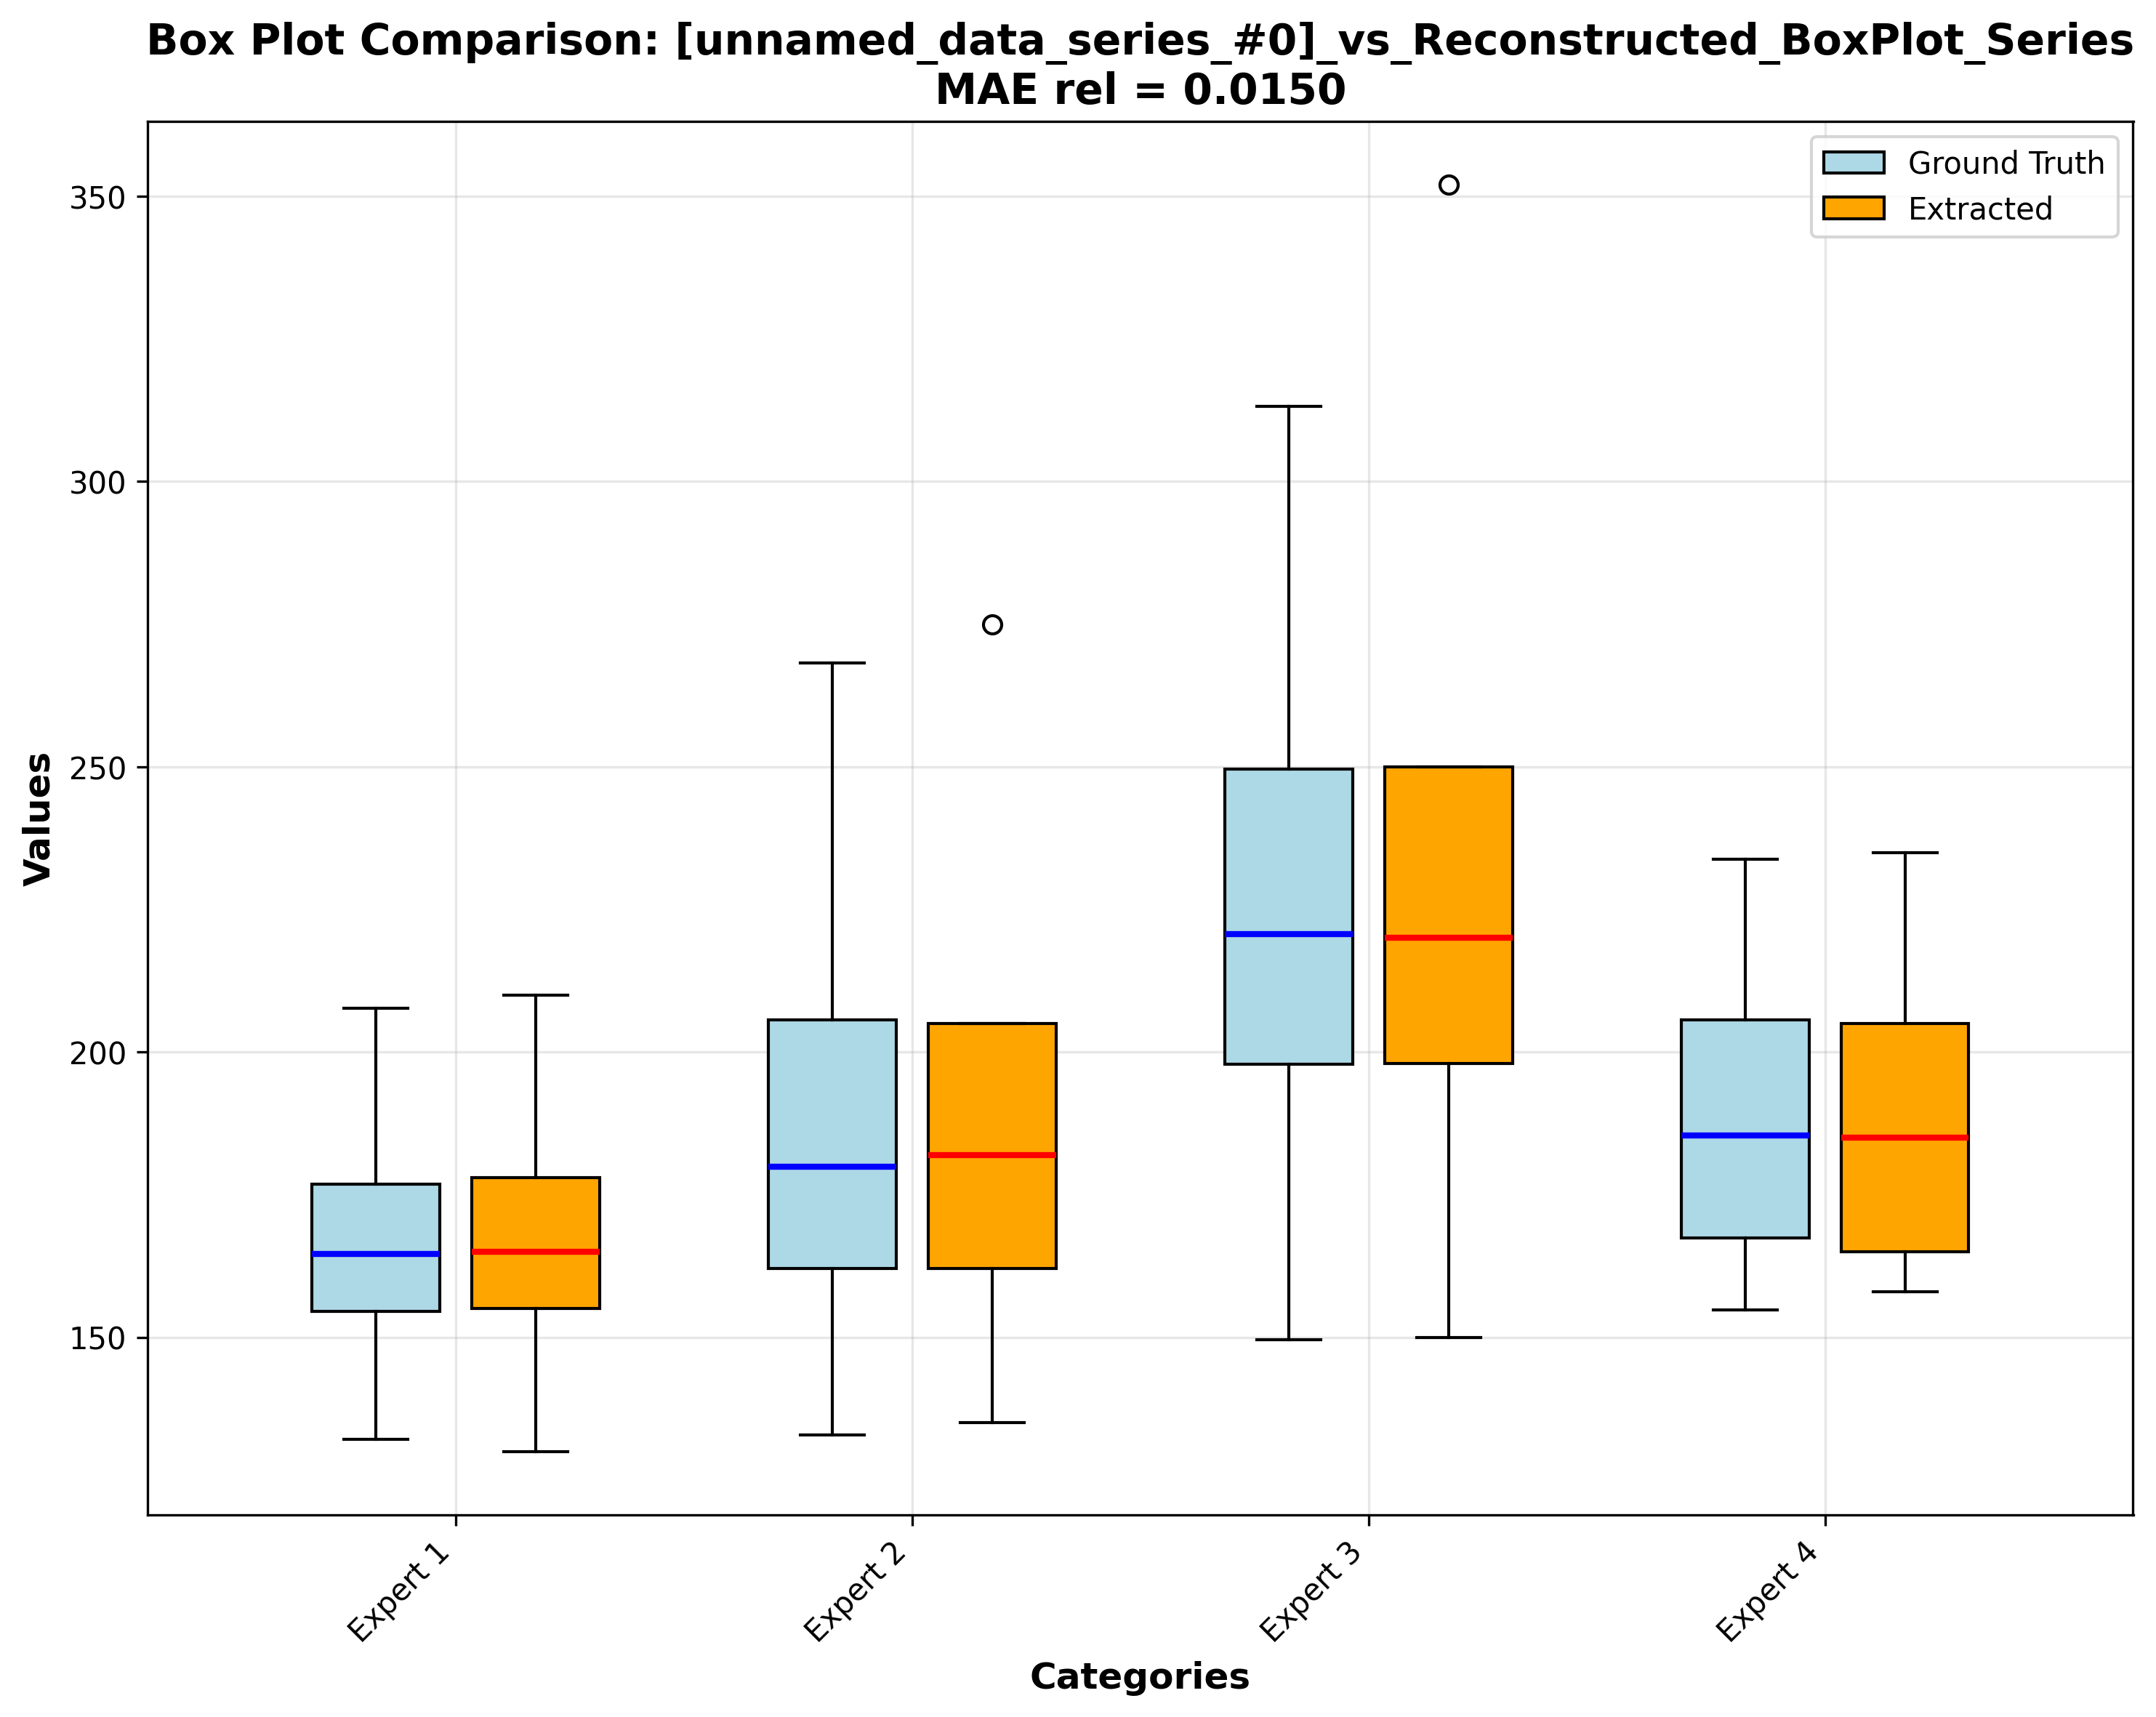 Box Plot Comparison: [unnamed_data_series_#0]_vs_Reconstructed_BoxPlot_Series
MAE rel = 0.0150
Ground Truth
Extracted
350
300
250
200
150
Values
Expert 1
Expert 2
Expert 3
Expert 4
Categories